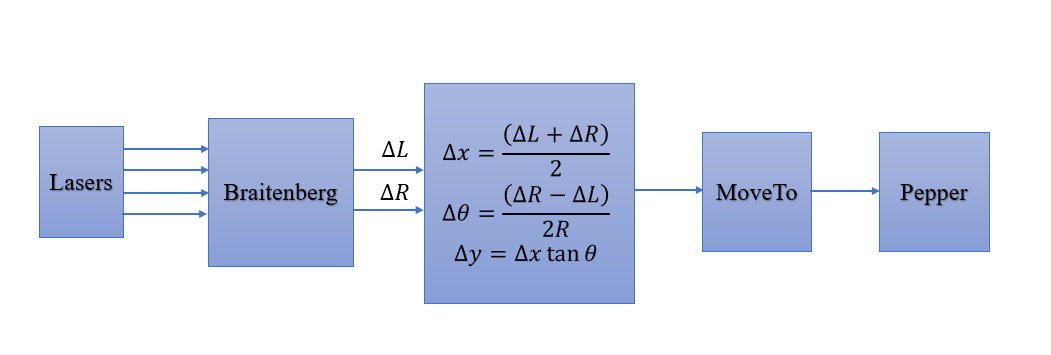 Lasers
Braitenberg
ΔL
ΔR
Δx = (ΔL + ΔR) / 2
Δθ = (ΔR − ΔL) / 2R
Δy = Δx tan θ
MoveTo
Pepper